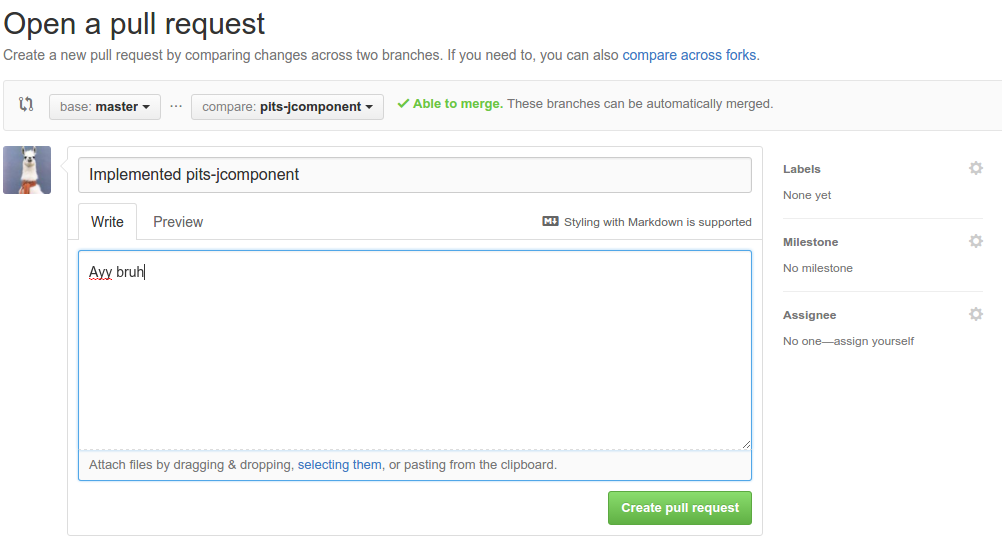 Open a pull request
Create a new pull request by comparing changes across two branches. If you need to, you can also compare across forks.
base: master ... compare: pits-jcomponent Able to merge. These branches can be automatically merged.
Implemented pits-jcomponent
Write Preview Styling with Markdown is supported
Ayy bruh
Attach files by dragging & dropping, selecting them, or pasting from the clipboard.
Create pull request
Labels
None yet
Milestone
No milestone
Assignee
No one—assign yourself